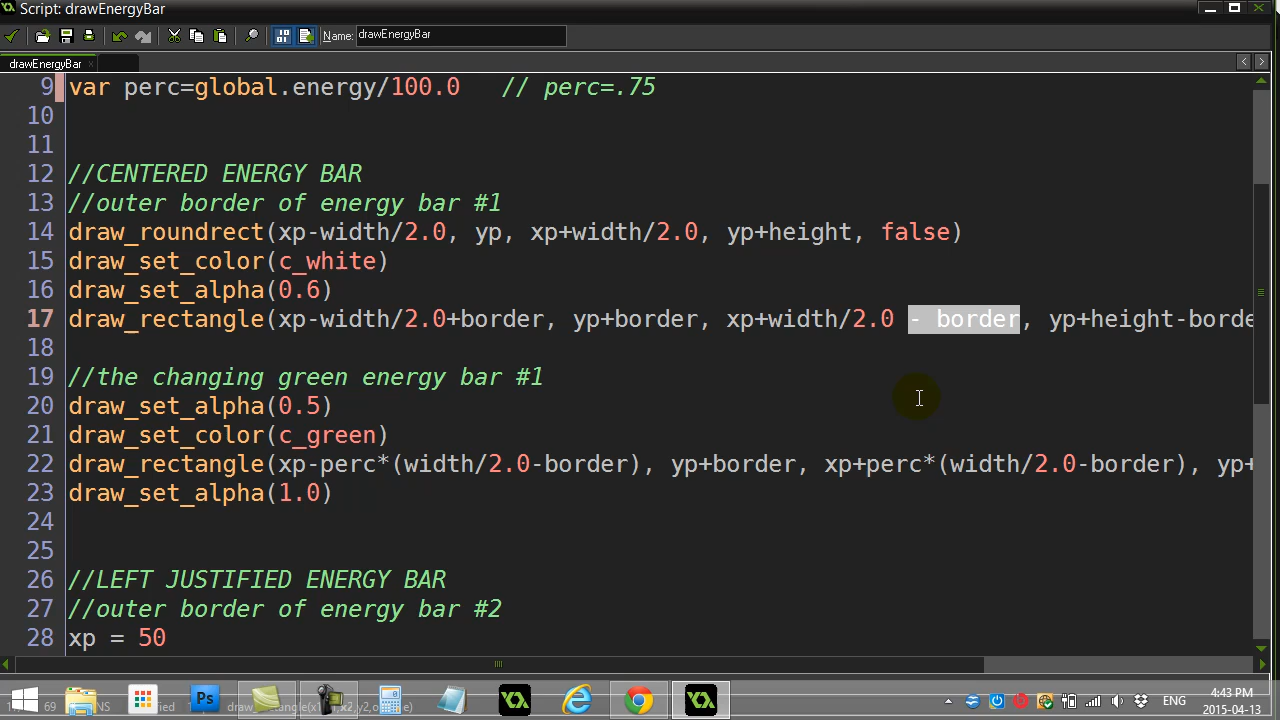 Script: drawEnergyBar
Name: drawEnergyBar
drawEnergyBar
9 var perc=global.energy/100.0 // perc=.75
10
11
12 //CENTERED ENERGY BAR
13 //outer border of energy bar #1
14 draw_roundrect(xp-width/2.0, yp, xp+width/2.0, yp+height, false)
15 draw_set_color(c_white)
16 draw_set_alpha(0.6)
17 draw_rectangle(xp-width/2.0+border, yp+border, xp+width/2.0 - border, yp+height-borde
18
19 //the changing green energy bar #1
20 draw_set_alpha(0.5)
21 draw_set_color(c_green)
22 draw_rectangle(xp-perc*(width/2.0-border), yp+border, xp+perc*(width/2.0-border), yp+
23 draw_set_alpha(1.0)
24
25
26 //LEFT JUSTIFIED ENERGY BAR
27 //outer border of energy bar #2
28 xp = 50
Ps
ENG
4:43 PM
2015-04-13